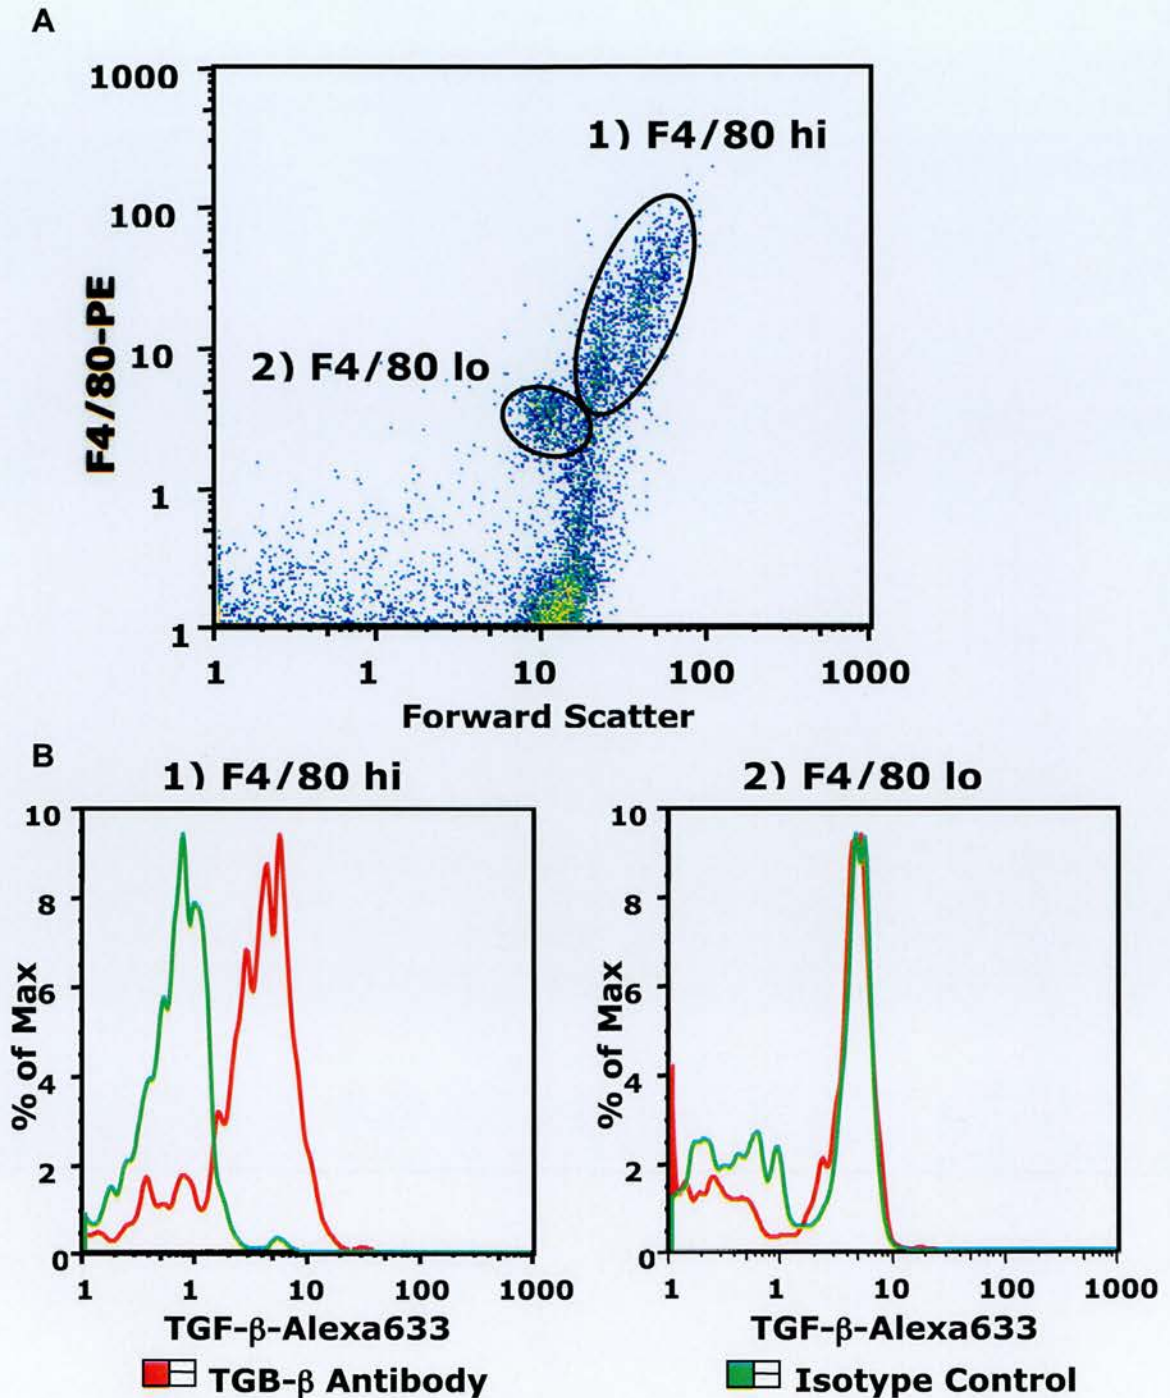 A
1000
1) F4/80 hi
100
F4/80-PE
10
2) F4/80 lo
1
1
1 1 10 100 1000
Forward Scatter
B
1) F4/80 hi
10
8
6
4
2
0
% of Max
1 1 10 100 1000
TGF-β-Alexa633
2) F4/80 lo
10
8
6
4
2
0
% of Max
1 1 10 100 1000
TGF-β-Alexa633
TGB-β Antibody
Isotype Control